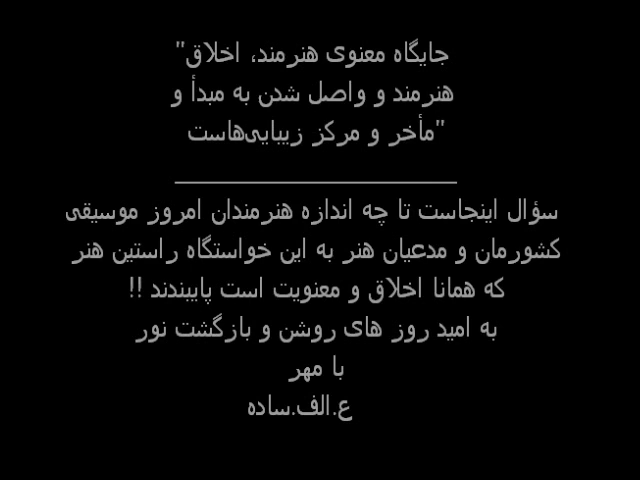 "جایگاه معنوی هنرمند، اخلاق
هنرمند و واصل شدن به مبدأ و
مأخر و مرکز زیبایی‌هاست"
سؤال اینجاست تا چه اندازه هنرمندان امروز موسیقی
کشورمان و مدعیان هنر به این خواستگاه راستین هنر
که همانا اخلاق و معنویت است پایبندند !!
به امید روز های روشن و بازگشت نور
با مهر
ع.الف.ساده